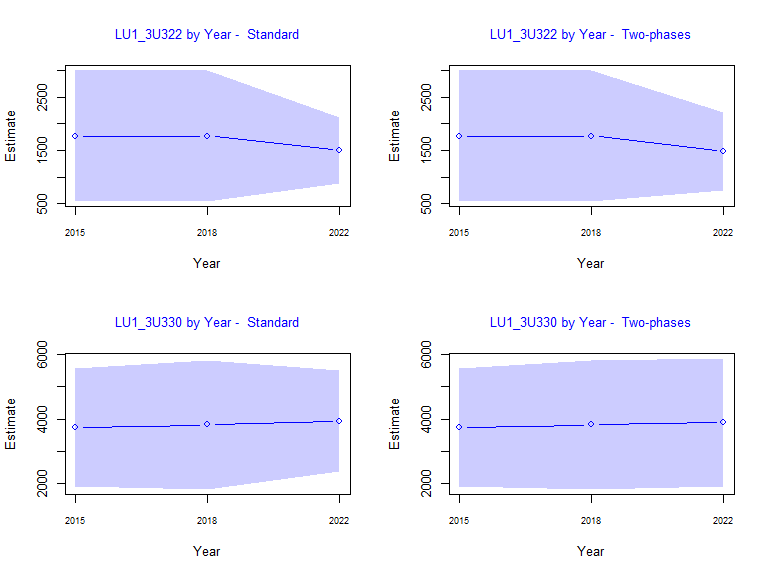 LU1_3U322 by Year -  Standard
Estimate
2500
1500
500
2015 2018 2022
Year
LU1_3U322 by Year -  Two-phases
Estimate
2500
1500
500
2015 2018 2022
Year
LU1_3U330 by Year -  Standard
Estimate
6000
4000
2000
2015 2018 2022
Year
LU1_3U330 by Year -  Two-phases
Estimate
6000
4000
2000
2015 2018 2022
Year